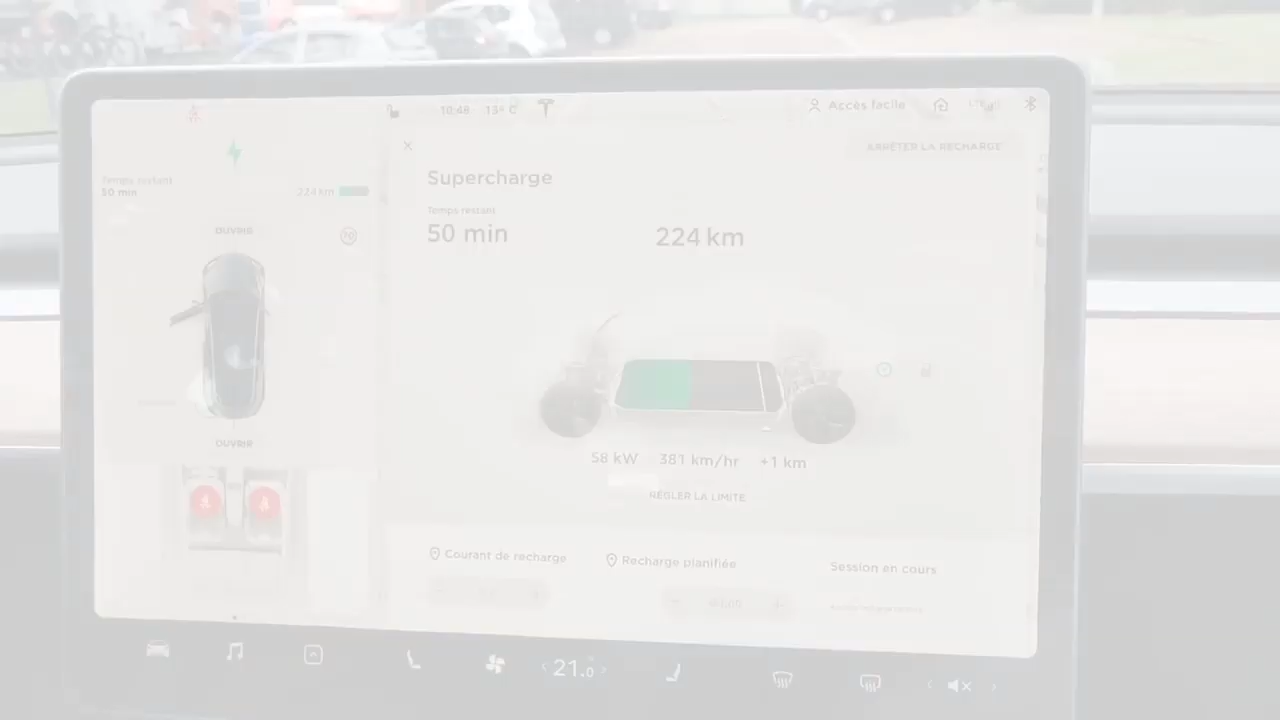 10:46 13° C
Accès facile
ARRÊTER LA RECHARGE
Temps restant
50 min
224 km
OUVRIR
OUVRIR
Supercharge
Temps restant
50 min
224 km
58 kW 381 km/hr +1 km
RÉGLER LA LIMITE
Courant de recharge
Recharge planifiée
Session en cours
21.0